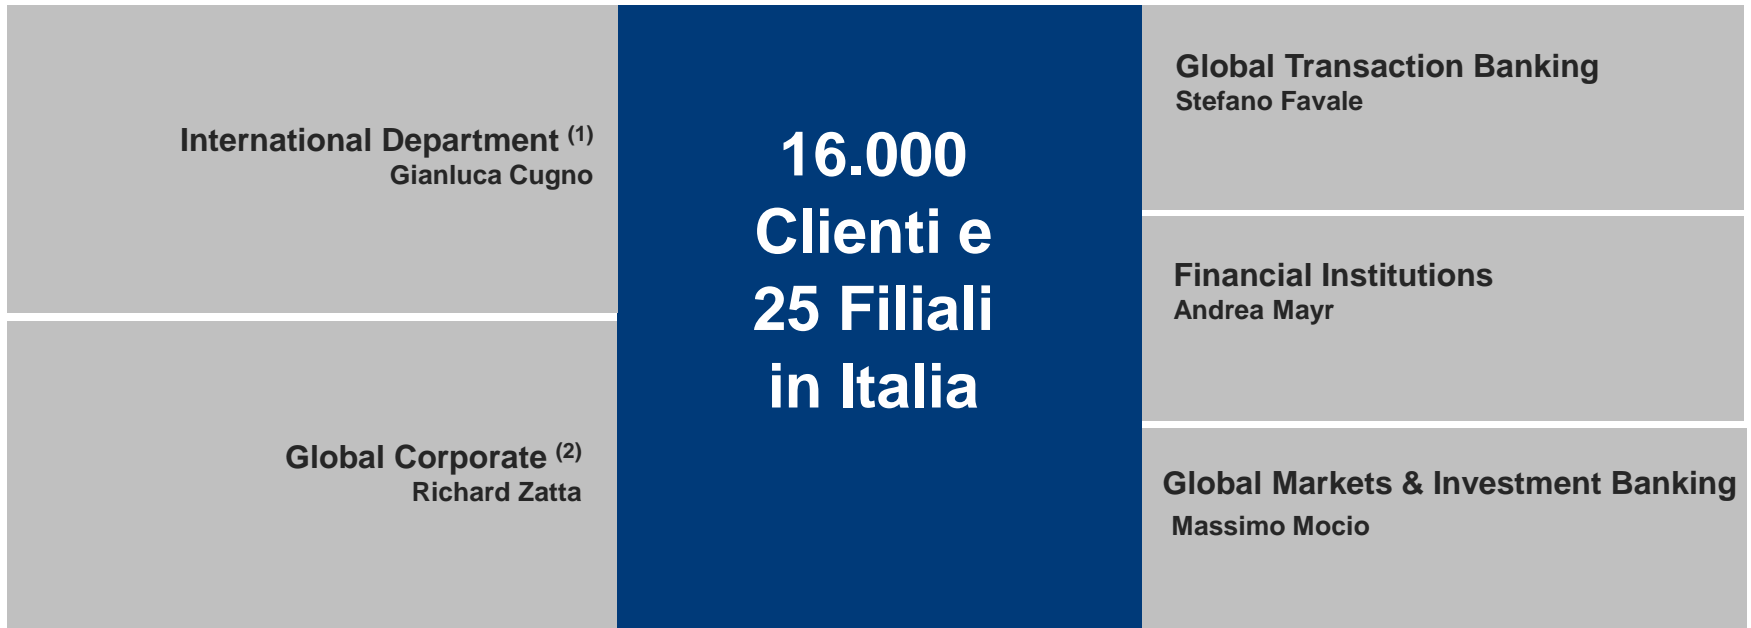 International Department (1)
Gianluca Cugno
Global Corporate (2)
Richard Zatta
16.000
Clienti e
25 Filiali
in Italia
Global Transaction Banking
Stefano Favale
Financial Institutions
Andrea Mayr
Global Markets & Investment Banking
Massimo Mocio